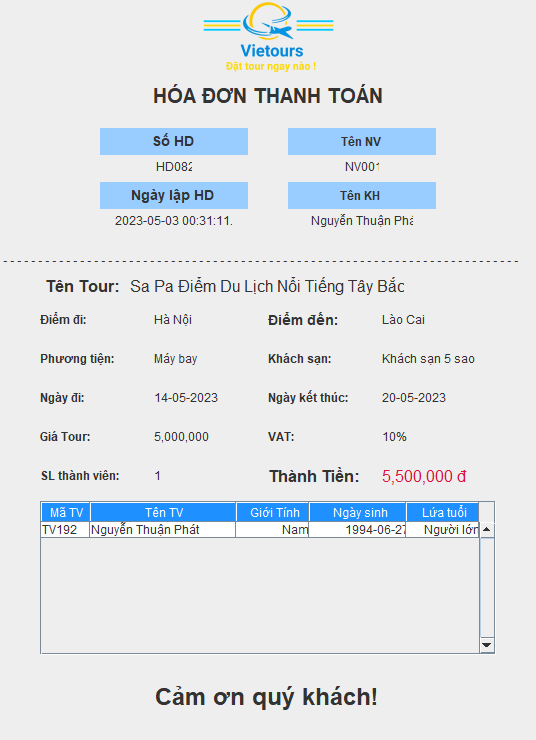 Vietours
Đặt tour ngay nào !
HÓA ĐƠN THANH TOÁN
Số HD Tên NV
HD082 NV001
Ngày lập HD Tên KH
2023-05-03 00:31:11. Nguyễn Thuận Phá
Tên Tour: Sa Pa Điểm Du Lịch Nổi Tiếng Tây Bắc
Điểm đi: Hà Nội Điểm đến: Lào Cai
Phương tiện: Máy bay Khách sạn: Khách sạn 5 sao
Ngày đi: 14-05-2023 Ngày kết thúc: 20-05-2023
Giá Tour: 5,000,000 VAT: 10%
SL thành viên: 1 Thành Tiền: 5,500,000 đ
Mã TV Tên TV Giới Tính Ngày sinh Lứa tuổi
TV192 Nguyễn Thuận Phát Nam 1994-06-27 Người lớn
Cảm ơn quý khách!